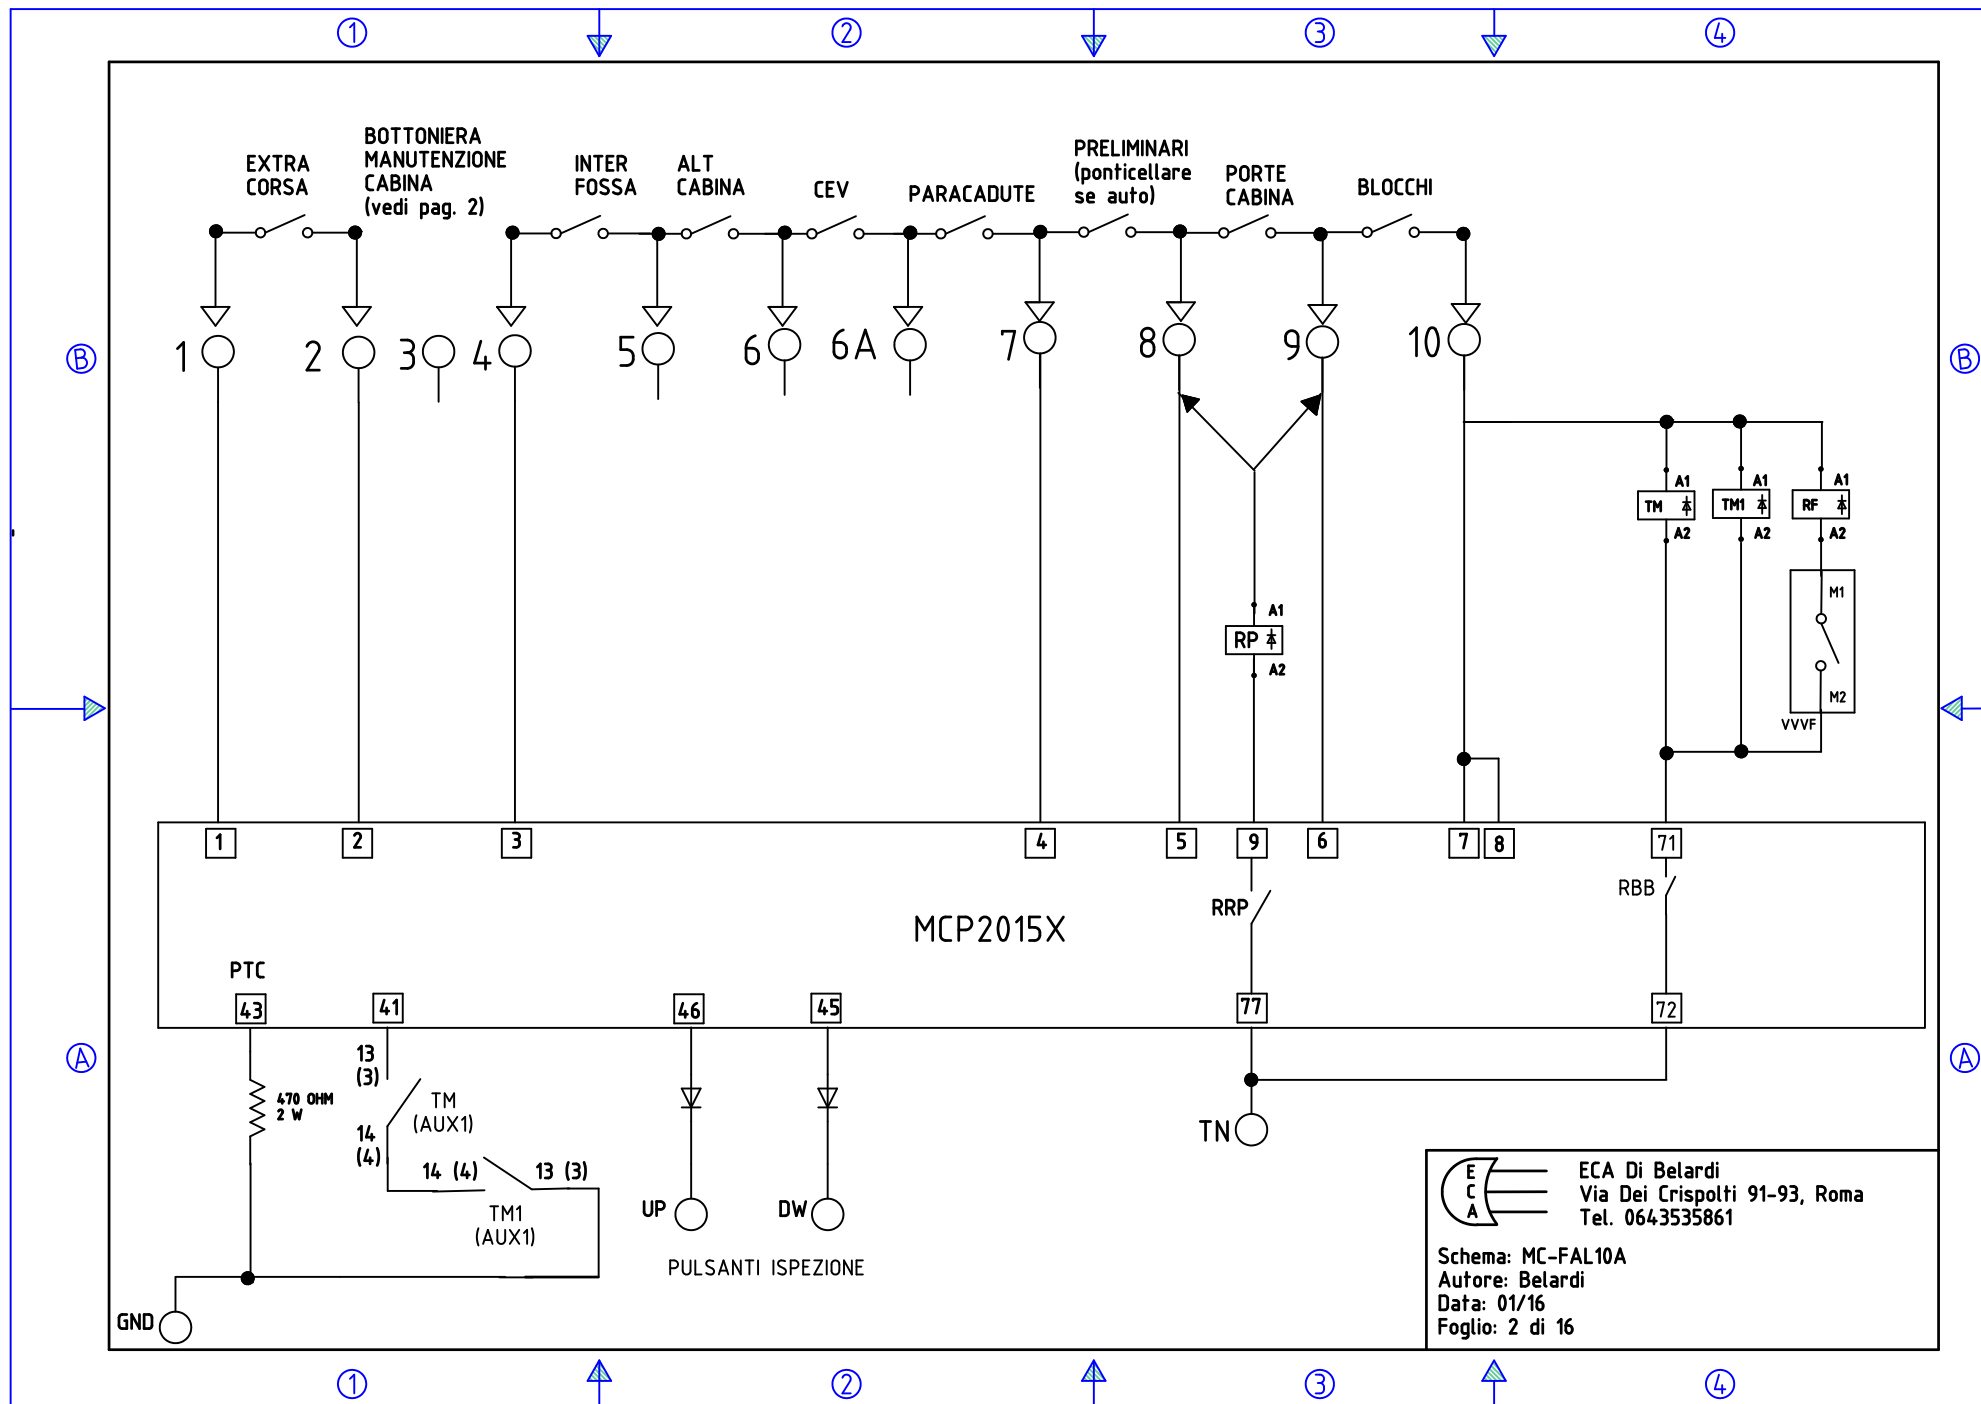 1
2
3
4
EXTRA
CORSA
BOTTONIERA
MANUTENZIONE
CABINA
(vedi pag. 2)
INTER
FOSSA
ALT
CABINA
CEV
PARACADUTE
PRELIMINARI
(ponticellare
se auto)
PORTE
CABINA
BLOCCHI
B
1
2
3
4
5
6
6A
7
8
9
10
B
A1
TM
A2
A1
TM1
A2
A1
RF
A2
M1
M2
VVVF
A1
RP
A2
1
2
3
4
5
9
6
7
8
71
RRP
RBB
MCP2015X
PTC
43
41
46
45
77
72
A
A
470 OHM
2 W
13
(3)
TM
(AUX1)
14
(4)
14 (4)
13 (3)
TM1
(AUX1)
UP
DW
PULSANTI ISPEZIONE
TN
GND
E
C
A
ECA Di Belardi
Via Dei Crispolti 91-93, Roma
Tel. 0643535861
Schema: MC-FAL10A
Autore: Belardi
Data: 01/16
Foglio: 2 di 16
1
2
3
4